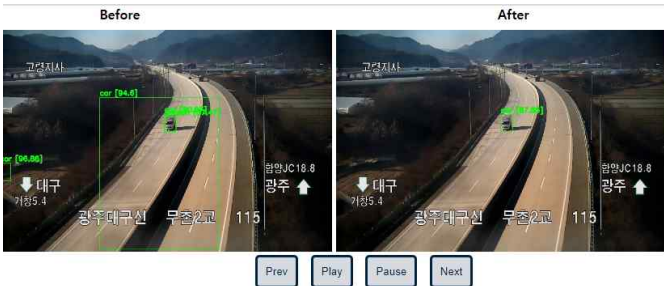 Before
After
고령지사
car [94.6]
car [96.86]
대구
거창5.4
함양JC18.8
광주
광주대구선 무촌2교 115
고령지사
대구
거창5.4
함양JC18.8
광주
광주대구선 무촌2교 115
Prev
Play
Pause
Next